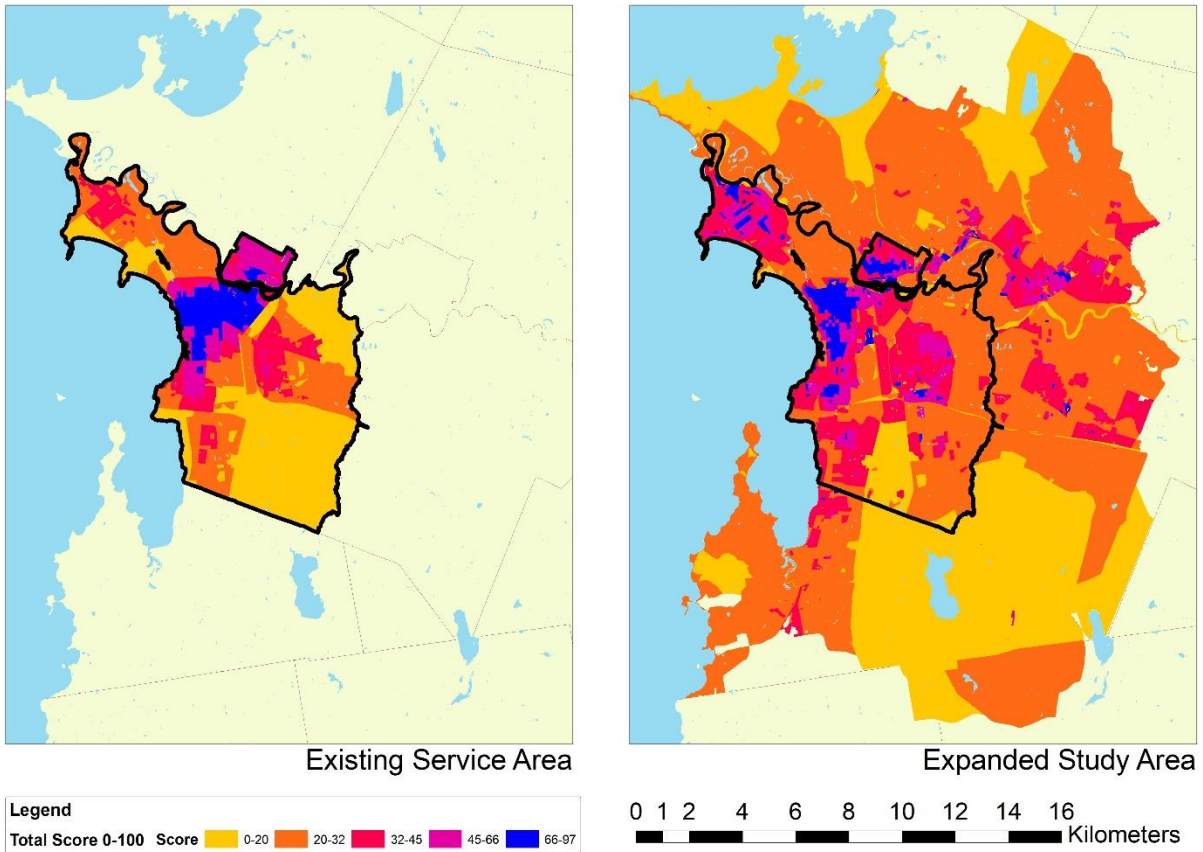 Existing Service Area
Expanded Study Area
Legend
Total Score 0-100 Score 0-20 20-32 32-45 45-66 66-97
0 1 2 4 6 8 10 12 14 16
Kilometers